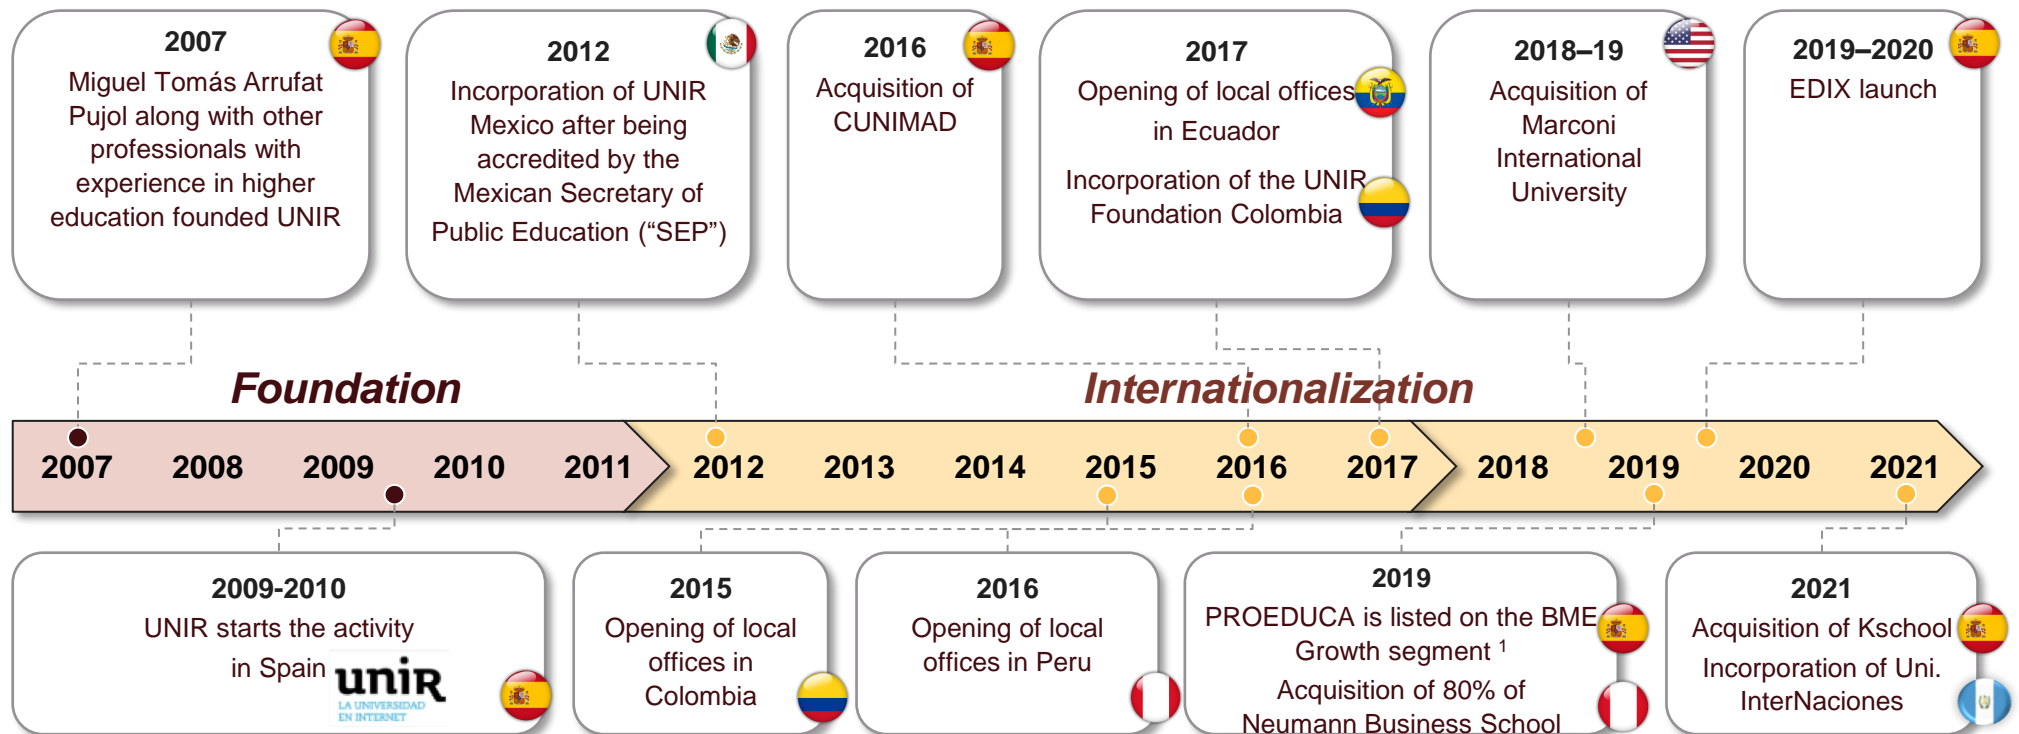 2007
Miguel Tomás Arrufat
Pujol along with other
professionals with
experience in higher
education founded UNIR
2012
Incorporation of UNIR
Mexico after being
accredited by the
Mexican Secretary of
Public Education (“SEP”)
2016
Acquisition of
CUNIMAD
2017
Opening of local offices
in Ecuador
Incorporation of the UNIR
Foundation Colombia
2018–19
Acquisition of
Marconi
International
University
2019–2020
EDIX launch
Foundation
Internationalization
2007 2008 2009 2010 2011 2012 2013 2014 2015 2016 2017 2018 2019 2020 2021
2009-2010
UNIR starts the activity
in Spain
uniR
LA UNIVERSIDAD
EN INTERNET
2015
Opening of local
offices in
Colombia
2016
Opening of local
offices in Peru
2019
PROEDUCA is listed on the BME
Growth segment 1
Acquisition of 80% of
Neumann Business School
2021
Acquisition of Kschool
Incorporation of Uni.
InterNaciones